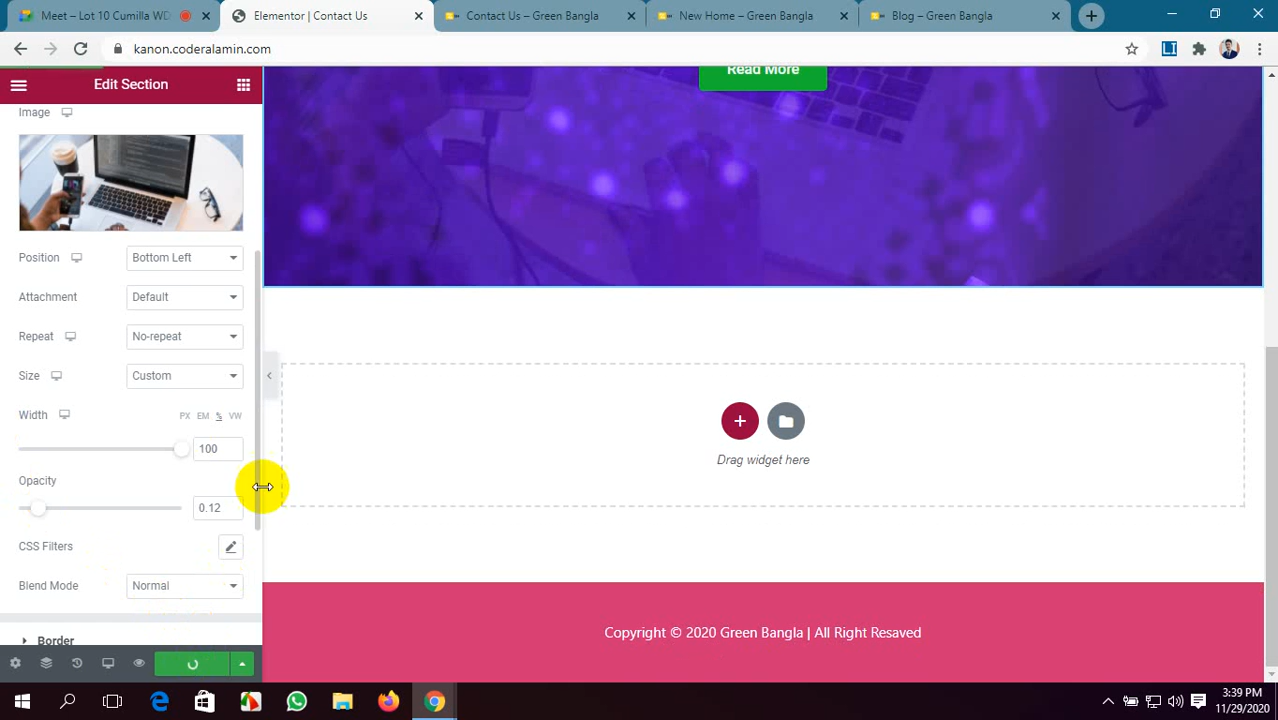 Meet – Lot 10 Cumilla WD
Elementor | Contact Us
Contact Us – Green Bangla
New Home – Green Bangla
Blog – Green Bangla
kanon.coderalamin.com
Edit Section
Image
Position
Bottom Left
Attachment
Default
Repeat
No-repeat
Size
Custom
Width
PX EM % VW
100
Opacity
0.12
CSS Filters
Blend Mode
Normal
Border
Read More
Drag widget here
Copyright © 2020 Green Bangla | All Right Resaved
3:39 PM
11/29/2020